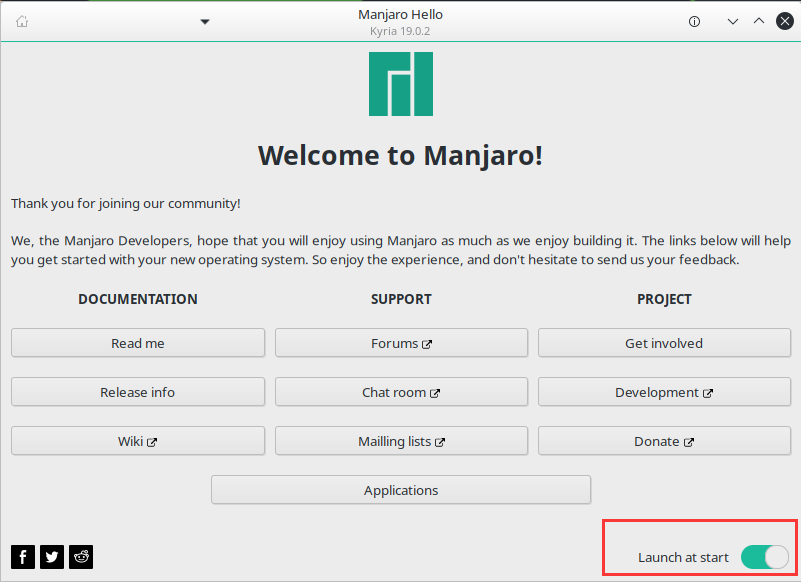 Manjaro Hello
Kyria 19.0.2
Welcome to Manjaro!
Thank you for joining our community!
We, the Manjaro Developers, hope that you will enjoy using Manjaro as much as we enjoy building it. The links below will help
you get started with your new operating system. So enjoy the experience, and don't hesitate to send us your feedback.
DOCUMENTATION SUPPORT PROJECT
Read me Forums Get involved
Release info Chat room Development
Wiki Mailling lists Donate
Applications
Launch at start